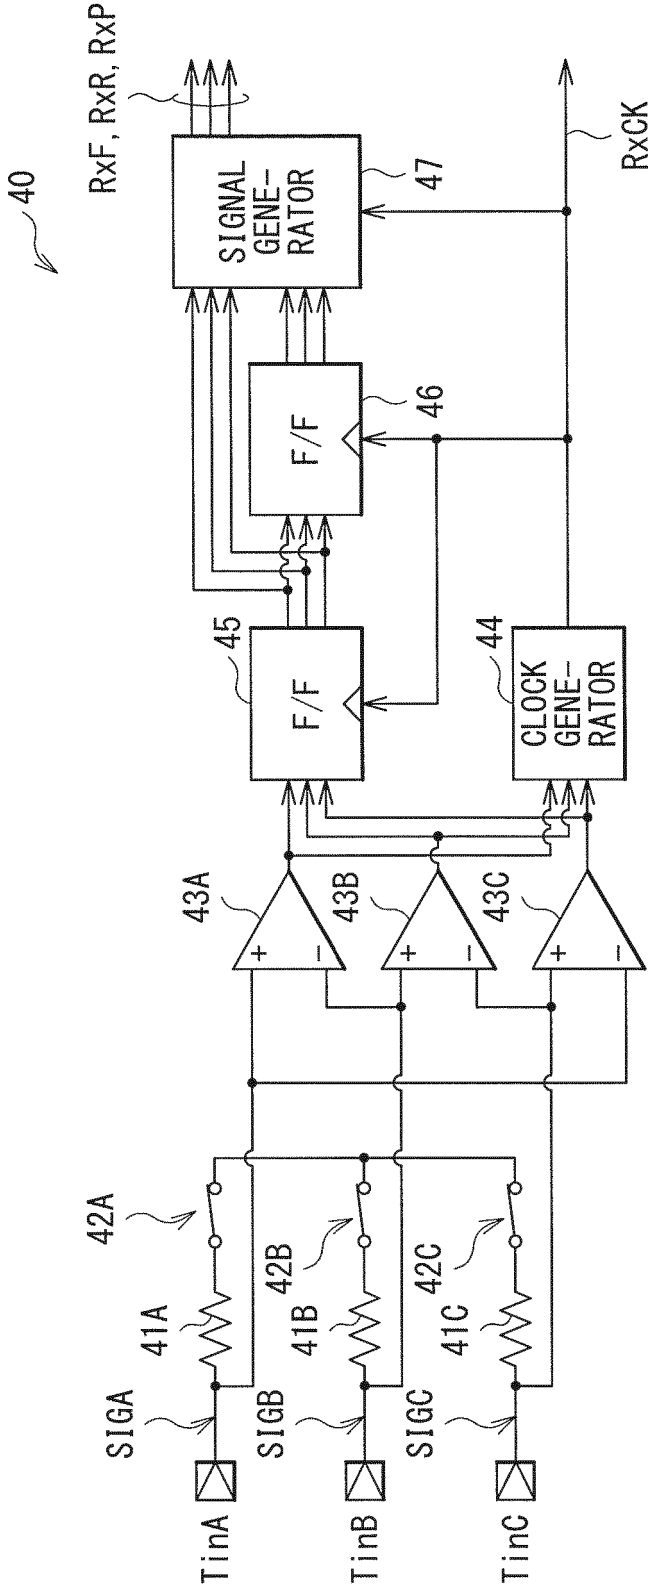 40
TinA
SIGA
41A
42A
TinB
SIGB
41B
42B
TinC
SIGC
41C
42C
43A
+
−
43B
+
−
43C
+
−
45
F/F
44
CLOCK
GENE-
RATOR
F/F
46
SIGNAL
GENE-
RATOR
47
RxF, RxR, RxP
RxCK